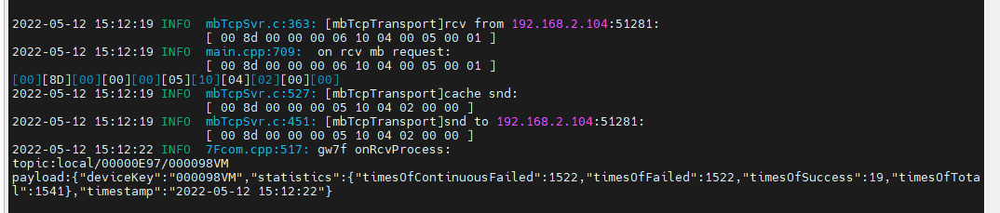 2022-05-12 15:12:19 INFO  mbTcpSvr.c:363: [mbTcpTransport]rcv from 192.168.2.104:51281:
[ 00 8d 00 00 00 06 10 04 00 05 00 01 ]
2022-05-12 15:12:19 INFO  main.cpp:709:  on rcv mb request:
[ 00 8d 00 00 00 06 10 04 00 05 00 01 ]
[00][8D][00][00][00][05][10][04][02][00][00]
2022-05-12 15:12:19 INFO  mbTcpSvr.c:527: [mbTcpTransport]cache snd:
[ 00 8d 00 00 00 05 10 04 02 00 00 ]
2022-05-12 15:12:19 INFO  mbTcpSvr.c:451: [mbTcpTransport]snd to 192.168.2.104:51281:
[ 00 8d 00 00 00 05 10 04 02 00 00 ]
2022-05-12 15:12:22 INFO  7Fcom.cpp:517: gw7f onRcvProcess:
topic:local/00000E97/000098VM
payload:{"deviceKey":"000098VM","statistics":{"timesOfContinuousFailed":1522,"timesOfFailed":1522,"timesOfSuccess":19,"timesOfTota
l":1541},"timestamp":"2022-05-12 15:12:22"}